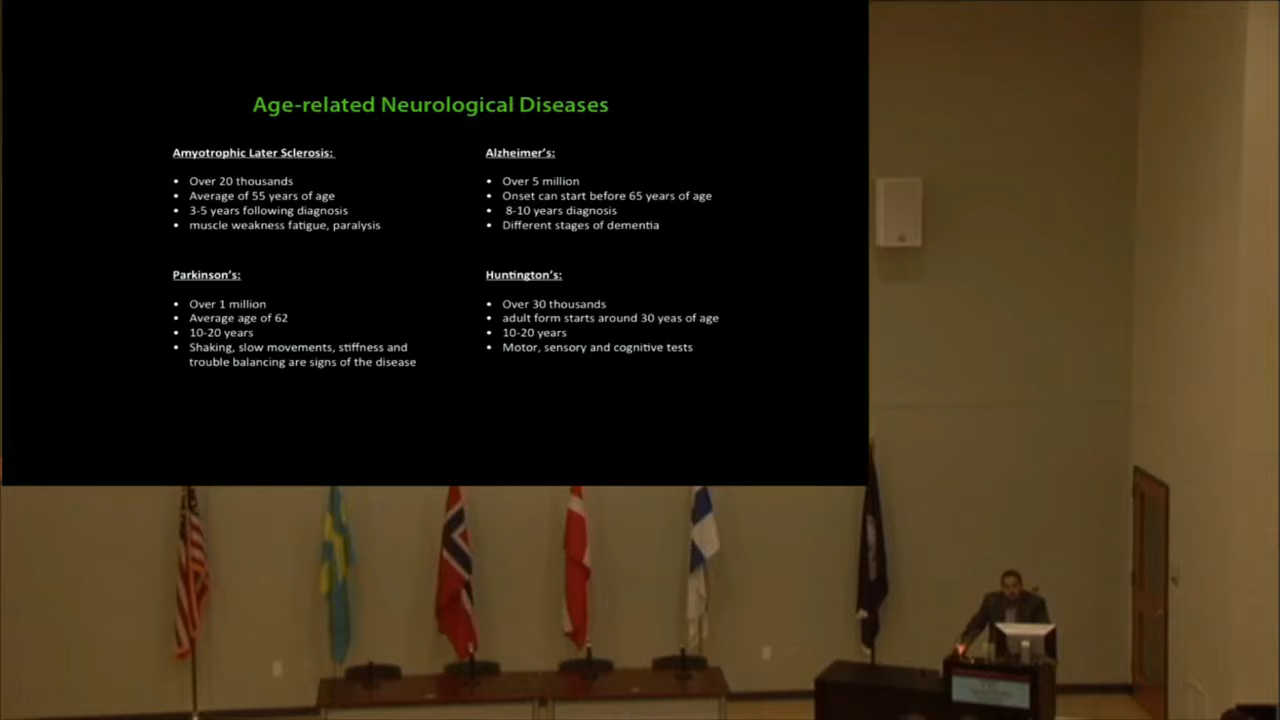 Age-related Neurological Diseases
Amyotrophic Later Sclerosis:
• Over 20 thousands
• Average of 55 years of age
• 3-5 years following diagnosis
• muscle weakness fatigue, paralysis
Alzheimer's:
• Over 5 million
• Onset can start before 65 years of age
• 8-10 years diagnosis
• Different stages of dementia
Parkinson's:
• Over 1 million
• Average age of 62
• 10-20 years
• Shaking, slow movements, stiffness and
trouble balancing are signs of the disease
Huntington's:
• Over 30 thousands
• adult form starts around 30 yeas of age
• 10-20 years
• Motor, sensory and cognitive tests